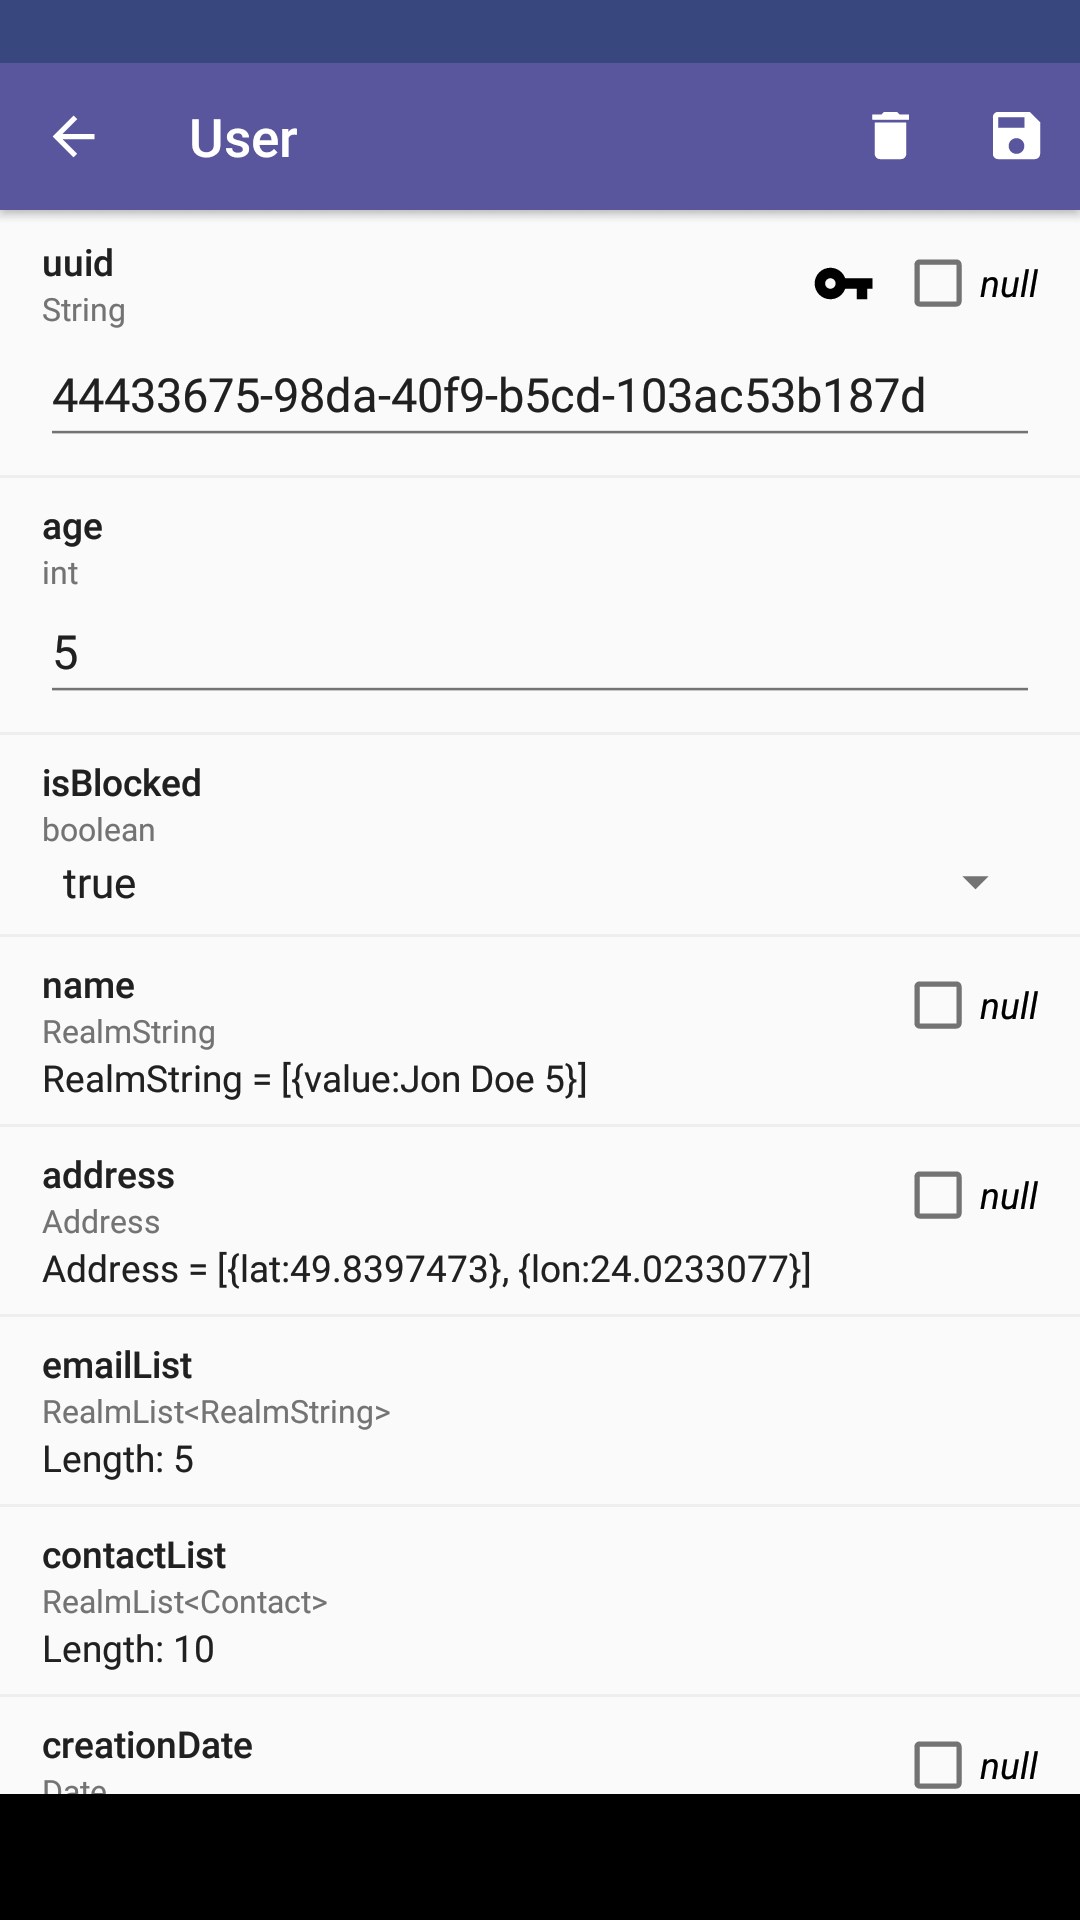 User
uuid
null
String
44433675-98da-40f9-b5cd-103ac53b187d
age
int
5
isBlocked
boolean
true
name
null
RealmString
RealmString = [{value:Jon Doe 5}]
address
null
Address
Address = [{lat:49.8397473}, {lon:24.0233077}]
emailList
RealmList<RealmString>
Length: 5
contactList
RealmList<Contact>
Length: 10
creationDate
null
Date